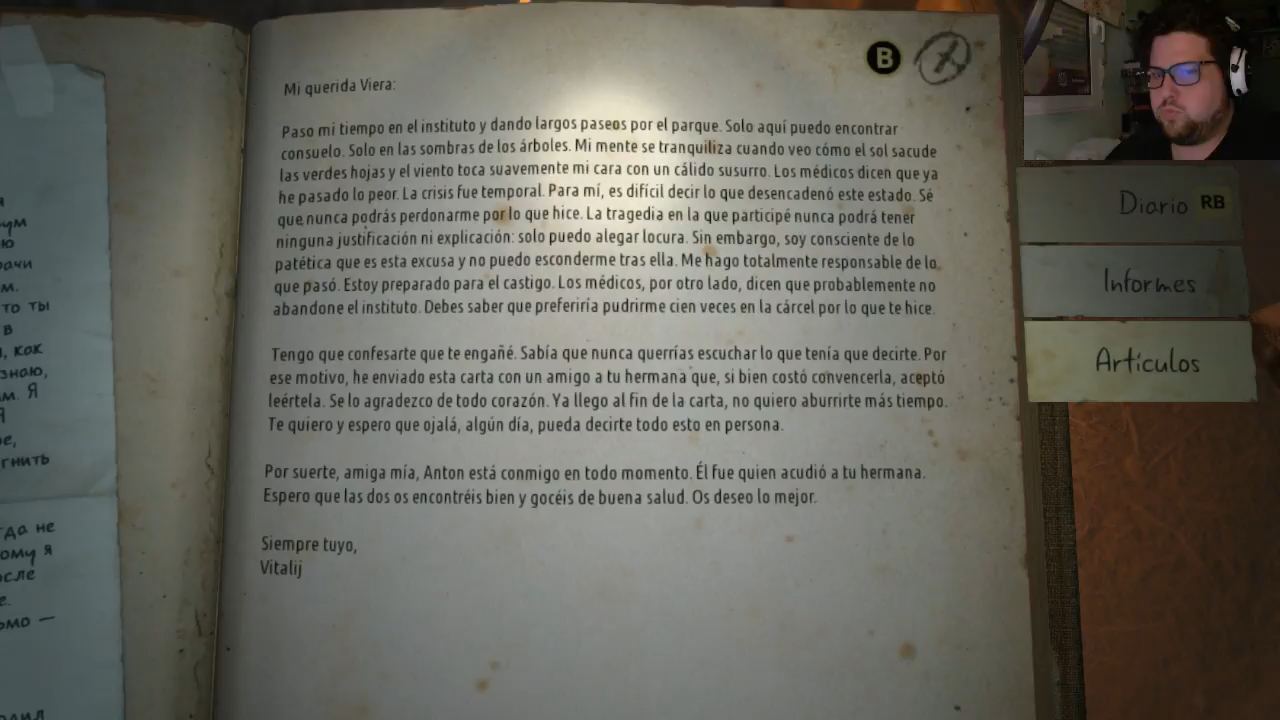 Mi querida Viera:
Paso mi tiempo en el instituto y dando largos paseos por el parque. Solo aquí puedo encontrar
consuelo. Solo en las sombras de los árboles. Mi mente se tranquiliza cuando veo cómo el sol sacude
las verdes hojas y el viento toca suavemente mi cara con un cálido susurro. Los médicos dicen que ya
he pasado lo peor. La crisis fue temporal. Para mí, es difícil decir lo que desencadenó este estado. Sé
que nunca podrás perdonarme por lo que hice. La tragedia en la que participé nunca podrá tener
ninguna justificación ni explicación: solo puedo alegar locura. Sin embargo, soy consciente de lo
patética que es esta excusa y no puedo esconderme tras ella. Me hago totalmente responsable de lo
que pasó. Estoy preparado para el castigo. Los médicos, por otro lado, dicen que probablemente no
abandone el instituto. Debes saber que preferiría pudrirme cien veces en la cárcel por lo que te hice.
Tengo que confesarte que te engañé. Sabía que nunca querrías escuchar lo que tenía que decirte. Por
ese motivo, he enviado esta carta con un amigo a tu hermana que, si bien costó convencerla, aceptó
leértela. Se lo agradezco de todo corazón. Ya llego al fin de la carta, no quiero aburrirte más tiempo.
Te quiero y espero que ojalá, algún día, pueda decirte todo esto en persona.
Por suerte, amiga mía, Anton está conmigo en todo momento. Él fue quien acudió a tu hermana.
Espero que las dos os encontréis bien y gocéis de buena salud. Os deseo lo mejor.
Siempre tuyo,
Vitalij
B X
Diario RB
Informes
Artículos
то ты
в
как
знаю,
Я
гнить
не
я